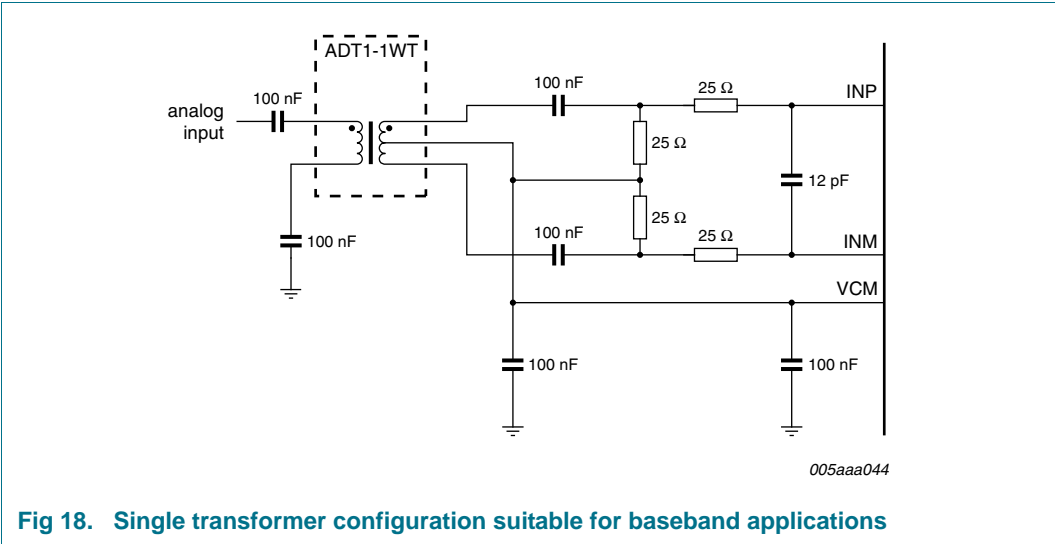 ADT1-1WT
100 nF
25 Ω
INP
analog
input
100 nF
25 Ω
12 pF
25 Ω
100 nF
25 Ω
INM
100 nF
VCM
100 nF
100 nF
005aaa044
Fig 18. Single transformer configuration suitable for baseband applications